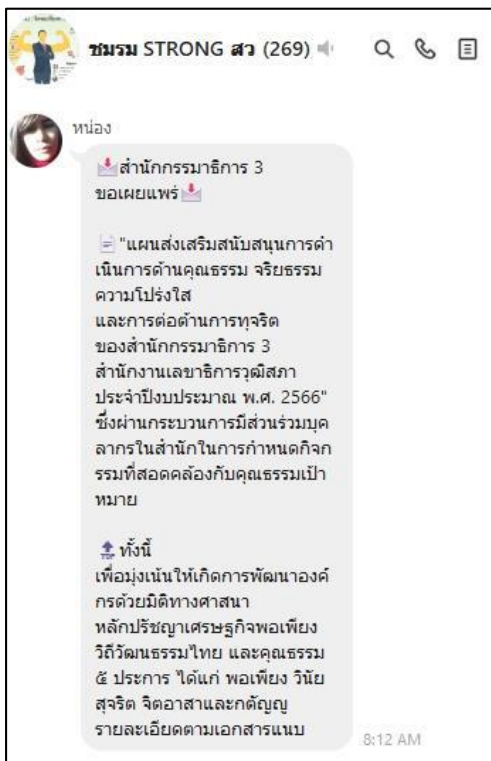 ชมรม STRONG สว (269)
หน่อง
สำนักกรรมาธิการ 3
ขอเผยแพร่
"แผนส่งเสริมสนับสนุนการดำ
เนินการด้านคุณธรรม จริยธรรม
ความโปร่งใส
และการต่อต้านการทุจริต
ของสำนักกรรมาธิการ 3
สำนักงานเลขาธิการวุฒิสภา
ประจำปีงบประมาณ พ.ศ. 2566"
ซึ่งผ่านกระบวนการมีส่วนร่วมบุค
ลากรในสำนักในการกำหนดกิจก
รรมที่สอดคล้องกับคุณธรรมเป้า
หมาย
TOP ทั้งนี้
เพื่อมุ่งเน้นให้เกิดการพัฒนาองค์
กรด้วยมิติทางศาสนา
หลักปรัชญาเศรษฐกิจพอเพียง
วิถีวัฒนธรรมไทย และคุณธรรม
๕ ประการ ได้แก่ พอเพียง วินัย
สุจริต จิตอาสาและกตัญญู
รายละเอียดตามเอกสารแนบ
8:12 AM